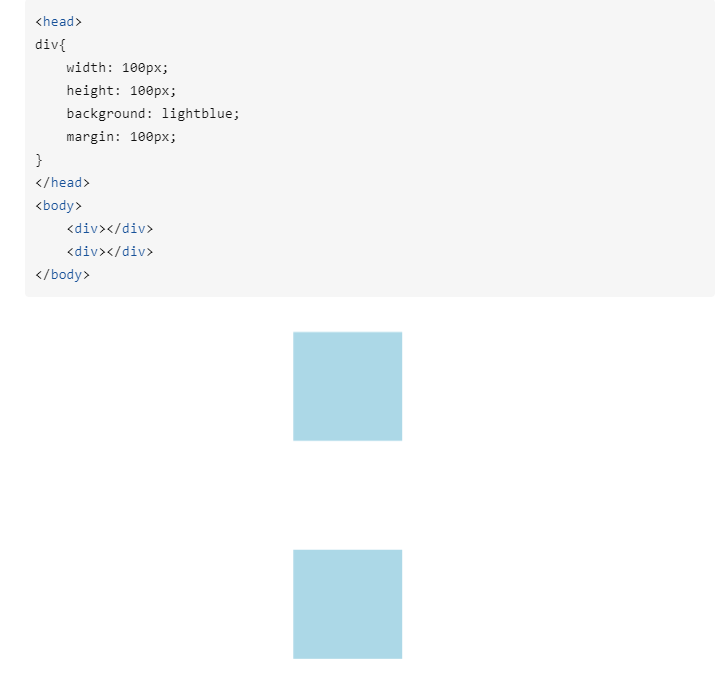 <head>
div{
    width: 100px;
    height: 100px;
    background: lightblue;
    margin: 100px;
}
</head>
<body>
    <div></div>
    <div></div>
</body>